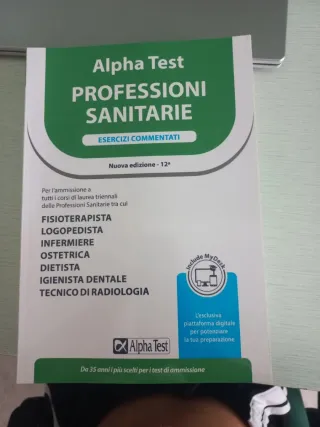 Alpha Test
PROFESSIONI
SANITARIE
ESERCIZI COMMENTATI
Nuova edizione - 12ª
Per l'ammissione a
tutti i corsi di laurea triennali
delle Professioni Sanitarie tra cui
FISIOTERAPISTA
LOGOPEDISTA
INFERMIERE
OSTETRICA
DIETISTA
IGIENISTA DENTALE
TECNICO DI RADIOLOGIA
Include MyDesk
L'esclusiva
piattaforma digitale
per potenziare
la tua preparazione
Alpha Test
Da 35 anni i più scelti per i test di ammissione